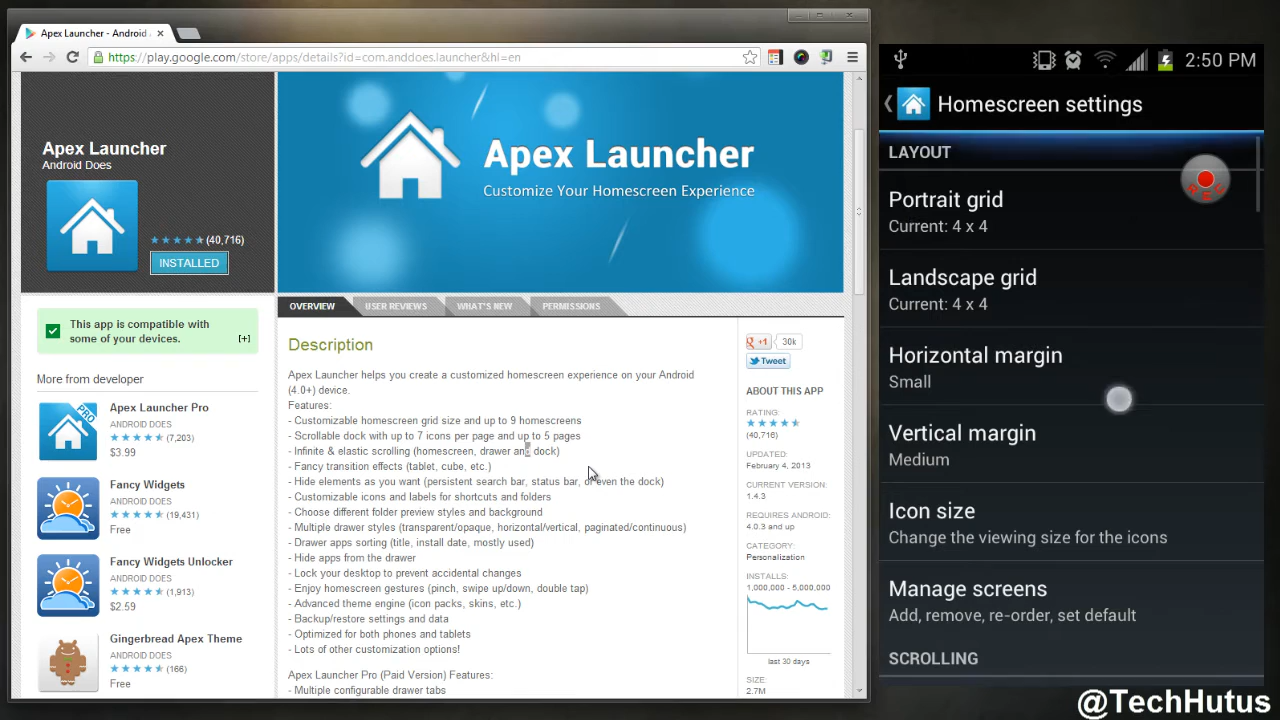 Apex Launcher - Android
https://play.google.com/store/apps/details?id=com.anddoes.launcher&hl=en
Apex Launcher
Android Does
(40,716)
INSTALLED
Apex Launcher
Customize Your Homescreen Experience
This app is compatible with
some of your devices.
[+]
More from developer
Apex Launcher Pro
ANDROID DOES
(7,203)
$3.99
PRO
Fancy Widgets
ANDROID DOES
(19,431)
Free
Fancy Widgets Unlocker
ANDROID DOES
(1,913)
$2.59
Gingerbread Apex Theme
ANDROID DOES
(166)
Free
OVERVIEW
USER REVIEWS
WHAT'S NEW
PERMISSIONS
Description
Apex Launcher helps you create a customized homescreen experience on your Android
(4.0+) device.
Features:
- Customizable homescreen grid size and up to 9 homescreens
- Scrollable dock with up to 7 icons per page and up to 5 pages
- Infinite & elastic scrolling (homescreen, drawer and dock)
- Fancy transition effects (tablet, cube, etc.)
- Hide elements as you want (persistent search bar, status bar, or even the dock)
- Customizable icons and labels for shortcuts and folders
- Choose different folder preview styles and background
- Multiple drawer styles (transparent/opaque, horizontal/vertical, paginated/continuous)
- Drawer apps sorting (title, install date, mostly used)
- Hide apps from the drawer
- Lock your desktop to prevent accidental changes
- Enjoy homescreen gestures (pinch, swipe up/down, double tap)
- Advanced theme engine (icon packs, skins, etc.)
- Backup/restore settings and data
- Optimized for both phones and tablets
- Lots of other customization options!
Apex Launcher Pro (Paid Version) Features:
- Multiple configurable drawer tabs
+1
30k
Tweet
ABOUT THIS APP
RATING:
(40,716)
UPDATED:
February 4, 2013
CURRENT VERSION:
1.4.3
REQUIRES ANDROID:
4.0.3 and up
CATEGORY:
Personalization
INSTALLS:
1,000,000 - 5,000,000
last 30 days
SIZE:
2.7M
2:50 PM
Homescreen settings
LAYOUT
REC
Portrait grid
Current: 4 x 4
Landscape grid
Current: 4 x 4
Horizontal margin
Small
Vertical margin
Medium
Icon size
Change the viewing size for the icons
Manage screens
Add, remove, re-order, set default
SCROLLING
@TechHutus